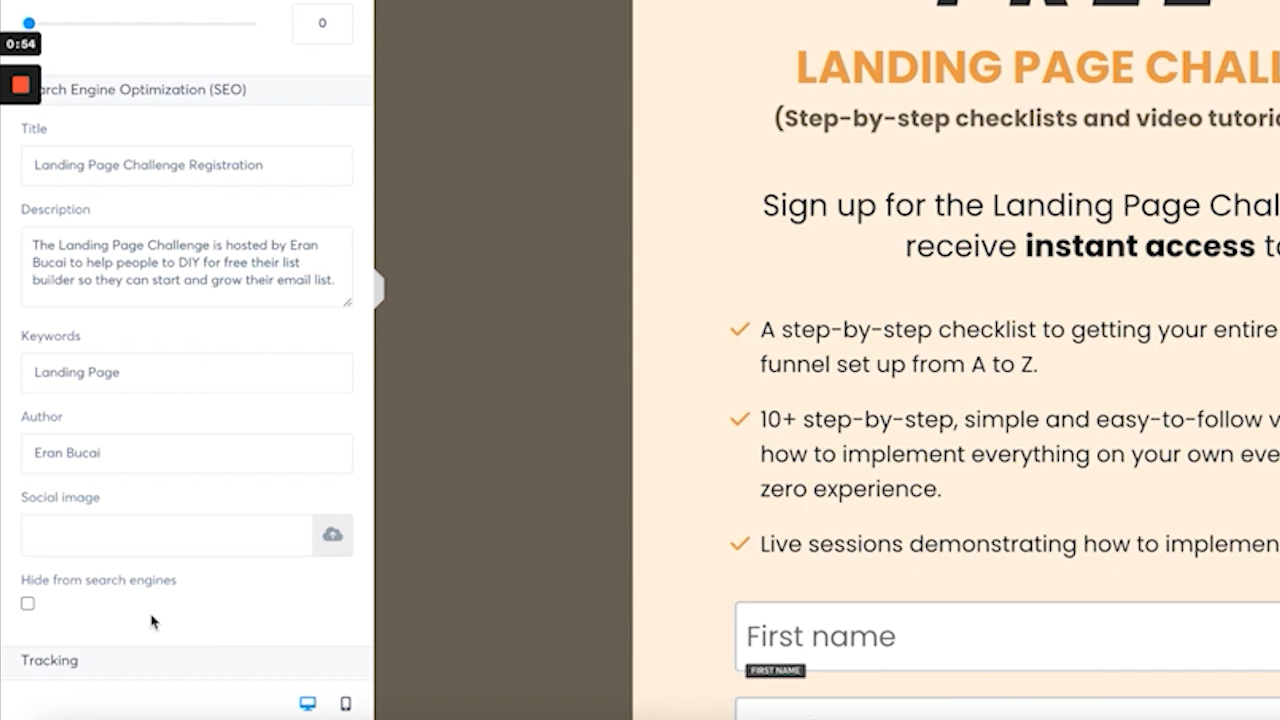 0
0:54
arch Engine Optimization (SEO)
Title
Landing Page Challenge Registration
Description
The Landing Page Challenge is hosted by Eran
Bucai to help people to DIY for free their list
builder so they can start and grow their email list.
Keywords
Landing Page
Author
Eran Bucai
Social image
Hide from search engines
Tracking
FREE
LANDING PAGE CHALL
(Step-by-step checklists and video tutori
Sign up for the Landing Page Chal
receive instant access to
A step-by-step checklist to getting your entire
funnel set up from A to Z.
10+ step-by-step, simple and easy-to-follow v
how to implement everything on your own eve
zero experience.
Live sessions demonstrating how to implemen
First name
FIRST NAME